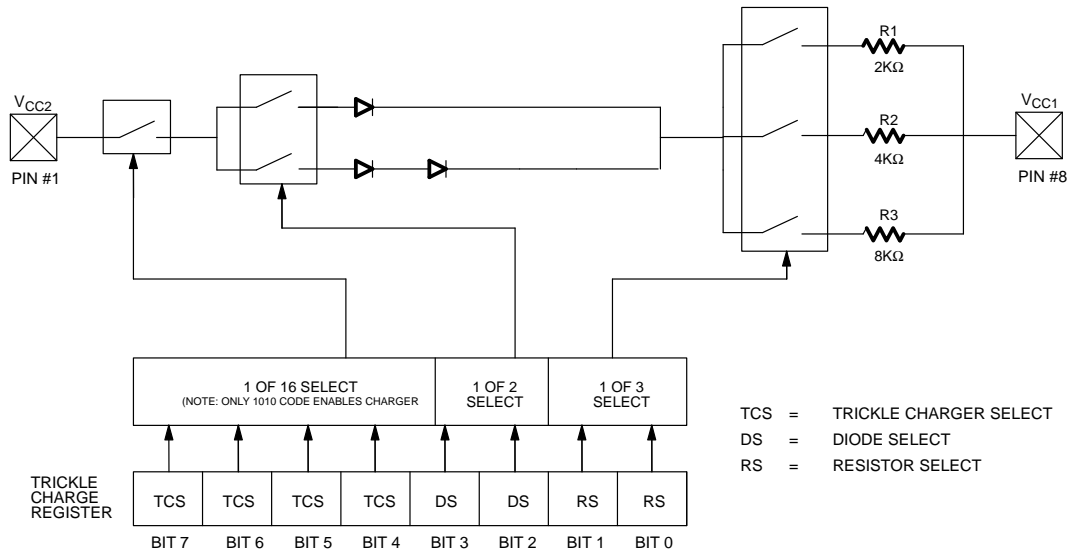 R1
2KΩ
VCC2
PIN #1
R2
4KΩ
VCC1
PIN #8
R3
8KΩ
1 OF 16 SELECT
(NOTE: ONLY 1010 CODE ENABLES CHARGER
1 OF 2
SELECT
1 OF 3
SELECT
TCS = TRICKLE CHARGER SELECT
DS = DIODE SELECT
RS = RESISTOR SELECT
TRICKLE
CHARGE
REGISTER
TCS TCS TCS TCS DS DS RS RS
BIT 7 BIT 6 BIT 5 BIT 4 BIT 3 BIT 2 BIT 1 BIT 0